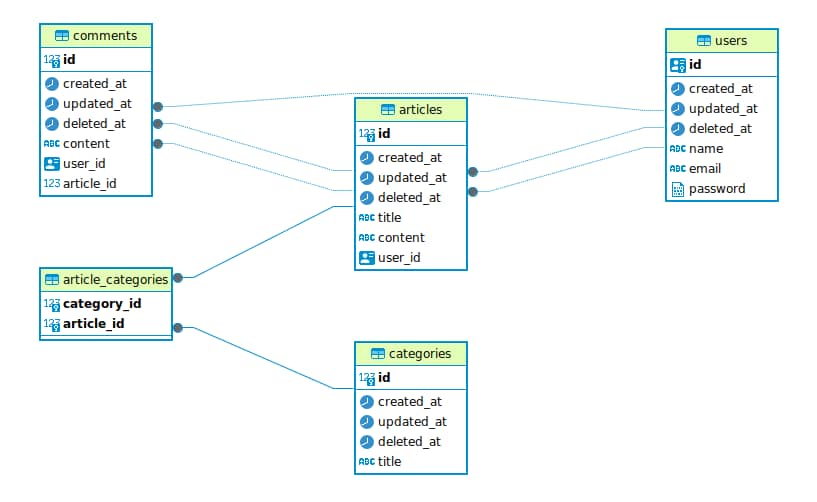 comments
123 id
created_at
updated_at
deleted_at
ABC content
user_id
123 article_id
articles
123 id
created_at
updated_at
deleted_at
ABC title
ABC content
user_id
users
id
created_at
updated_at
deleted_at
ABC name
ABC email
password
article_categories
123 category_id
123 article_id
categories
123 id
created_at
updated_at
deleted_at
ABC title